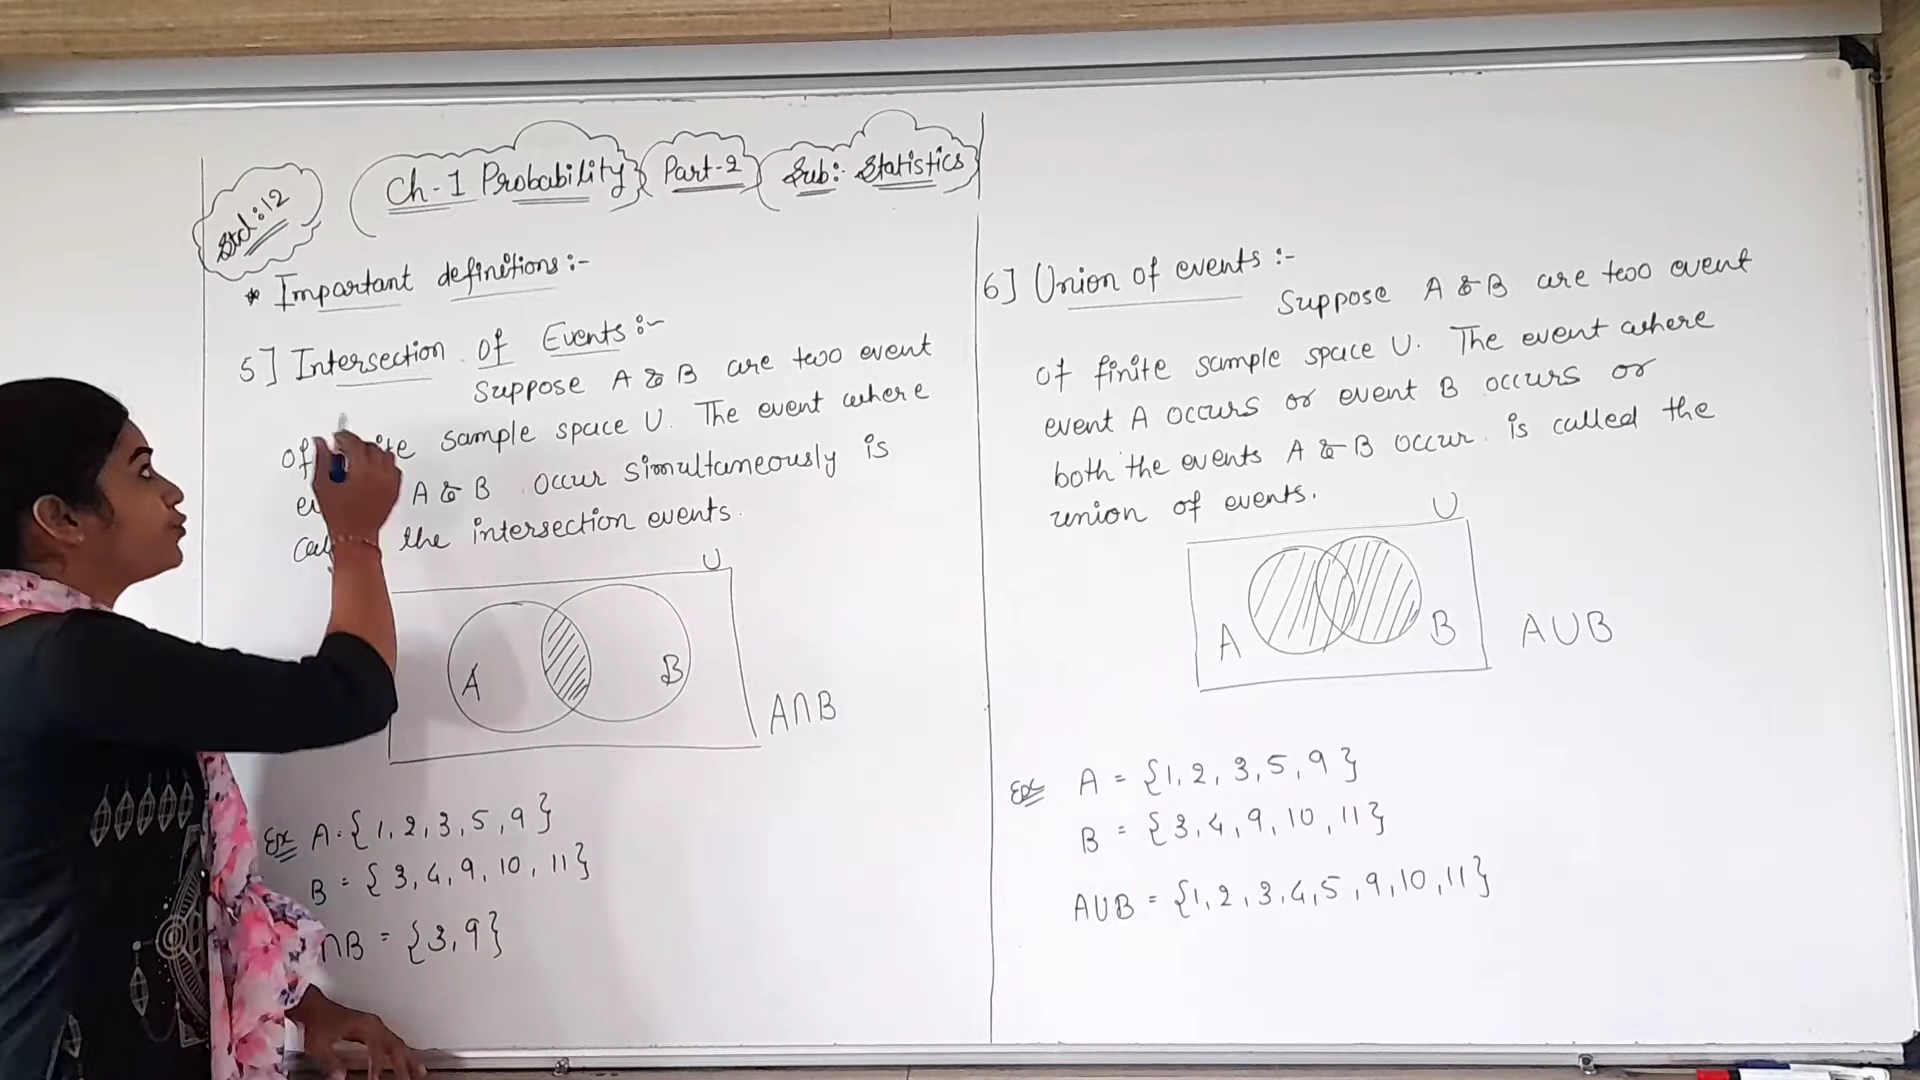 Std:12
Ch-1 Probability Part-2 Sub:- Statistics
* Important definitions:-
5] Intersection of Events:-
Suppose A & B are two event
of sample space U. The event where
A & B occur simultaneously is
the intersection events.
U
A B
A∩B
Ex A = {1, 2, 3, 5, 9}
B = {3, 4, 9, 10, 11}
∩B = {3, 9}
6] Union of events :-
Suppose A & B are two event
of finite sample space U. The event where
event A occurs or event B occurs or
both the events A & B occur is called the
union of events.
U
A B
A∪B
Ex A = {1, 2, 3, 5, 9}
B = {3, 4, 9, 10, 11}
A∪B = {1, 2, 3, 4, 5, 9, 10, 11}